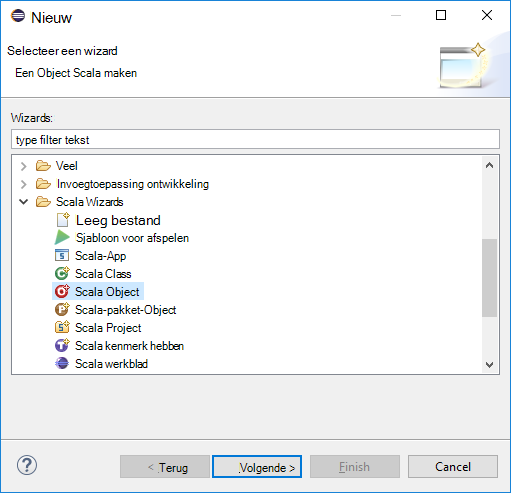 Nieuw
Selecteer een wizard
Een Object Scala maken
Wizards:
type filter tekst
Veel
Invoegtoepassing ontwikkeling
Scala Wizards
Leeg bestand
Sjabloon voor afspelen
Scala-App
Scala Class
Scala Object
Scala-pakket-Object
Scala Project
Scala kenmerk hebben
Scala werkblad
< Terug
Volgende >
Finish
Cancel